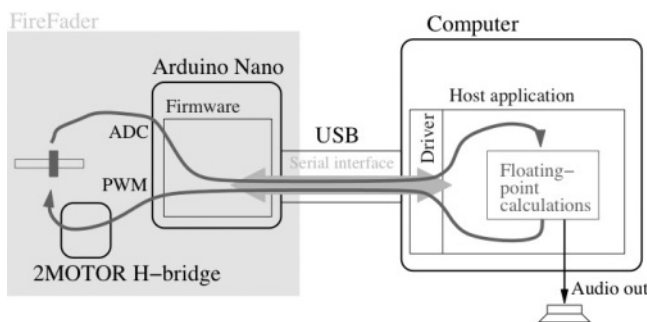 FireFader
Computer
Arduino Nano
Firmware
Host application
USB
ADC
Driver
Serial interface
Floating−
point
calculations
PWM
2MOTOR H−bridge
Audio out